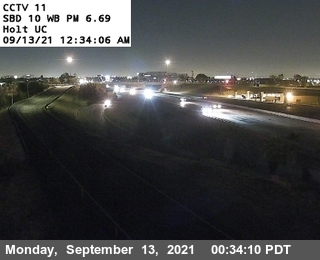 CCTV 11
SBD 10 WB PM 6.69
Holt UC
09/13/21 12:34:06 AM
Monday, September 13, 2021 00:34:10 PDT